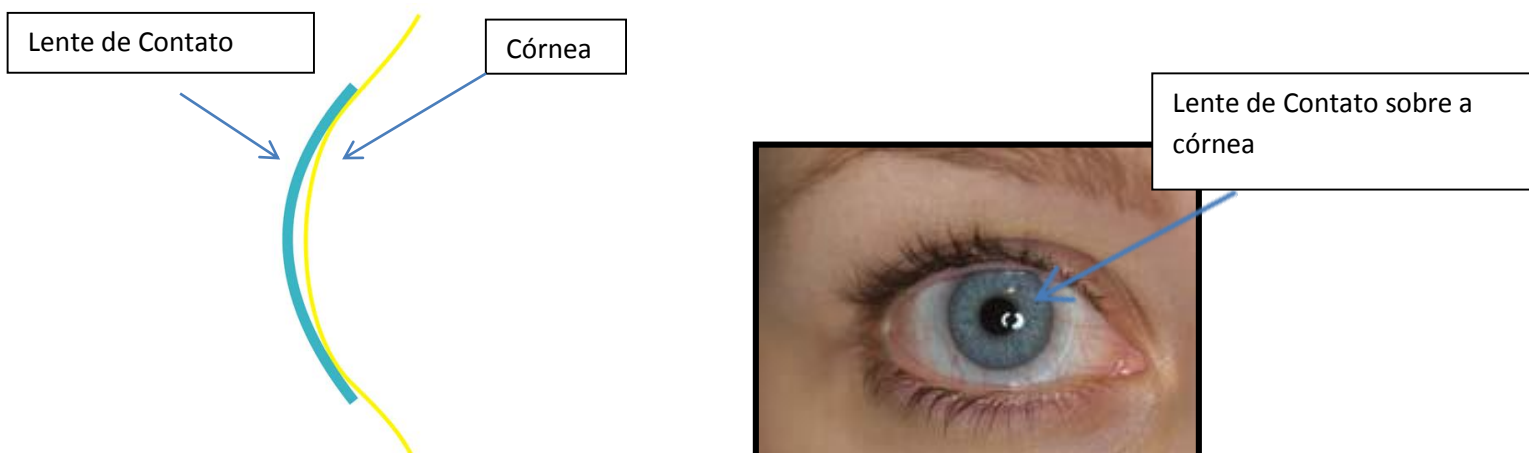 Lente de Contato
Córnea
Lente de Contato sobre a
córnea